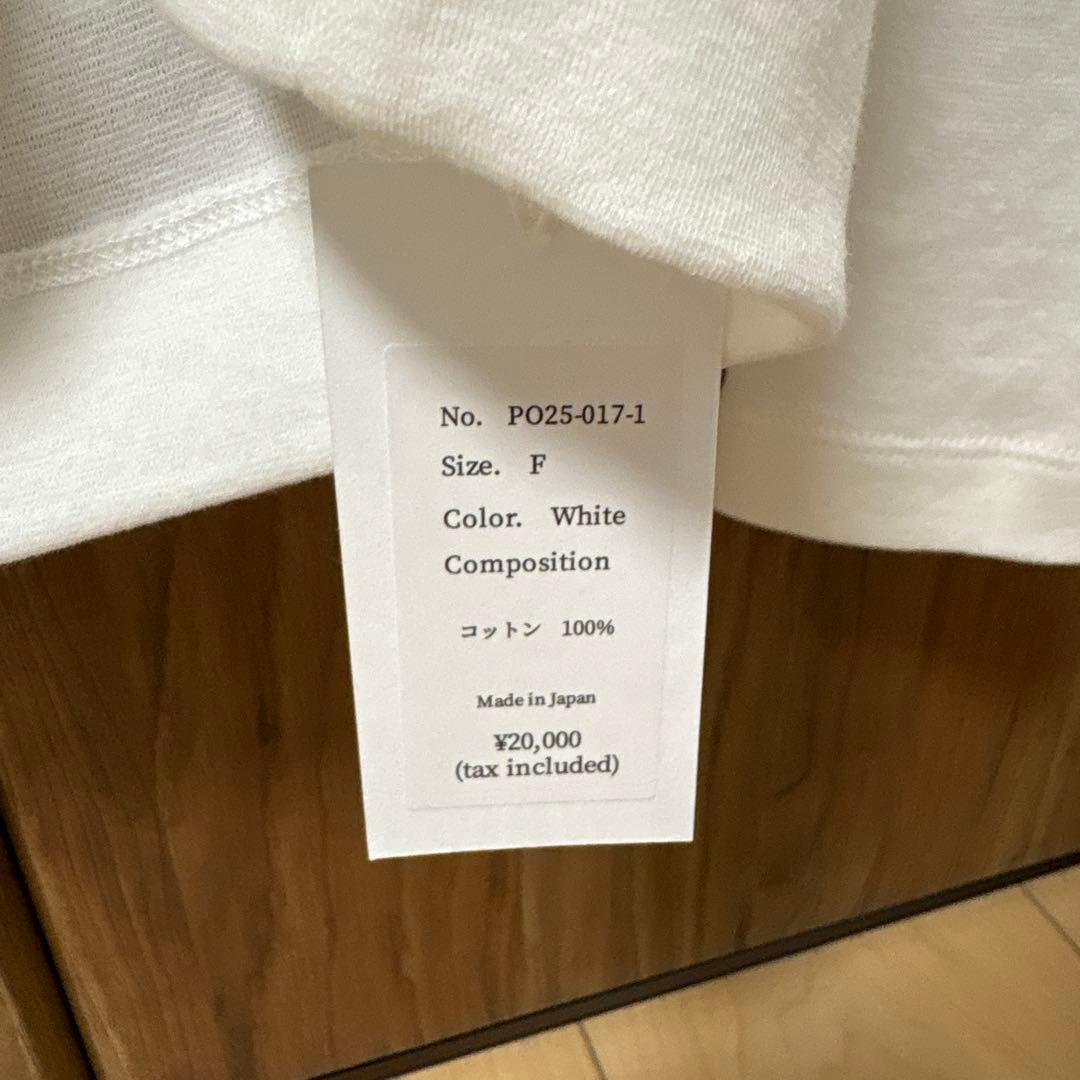 No. PO25-017-1
Size. F
Color. White
Composition
コットン 100%
Made in Japan
¥20,000
(tax included)